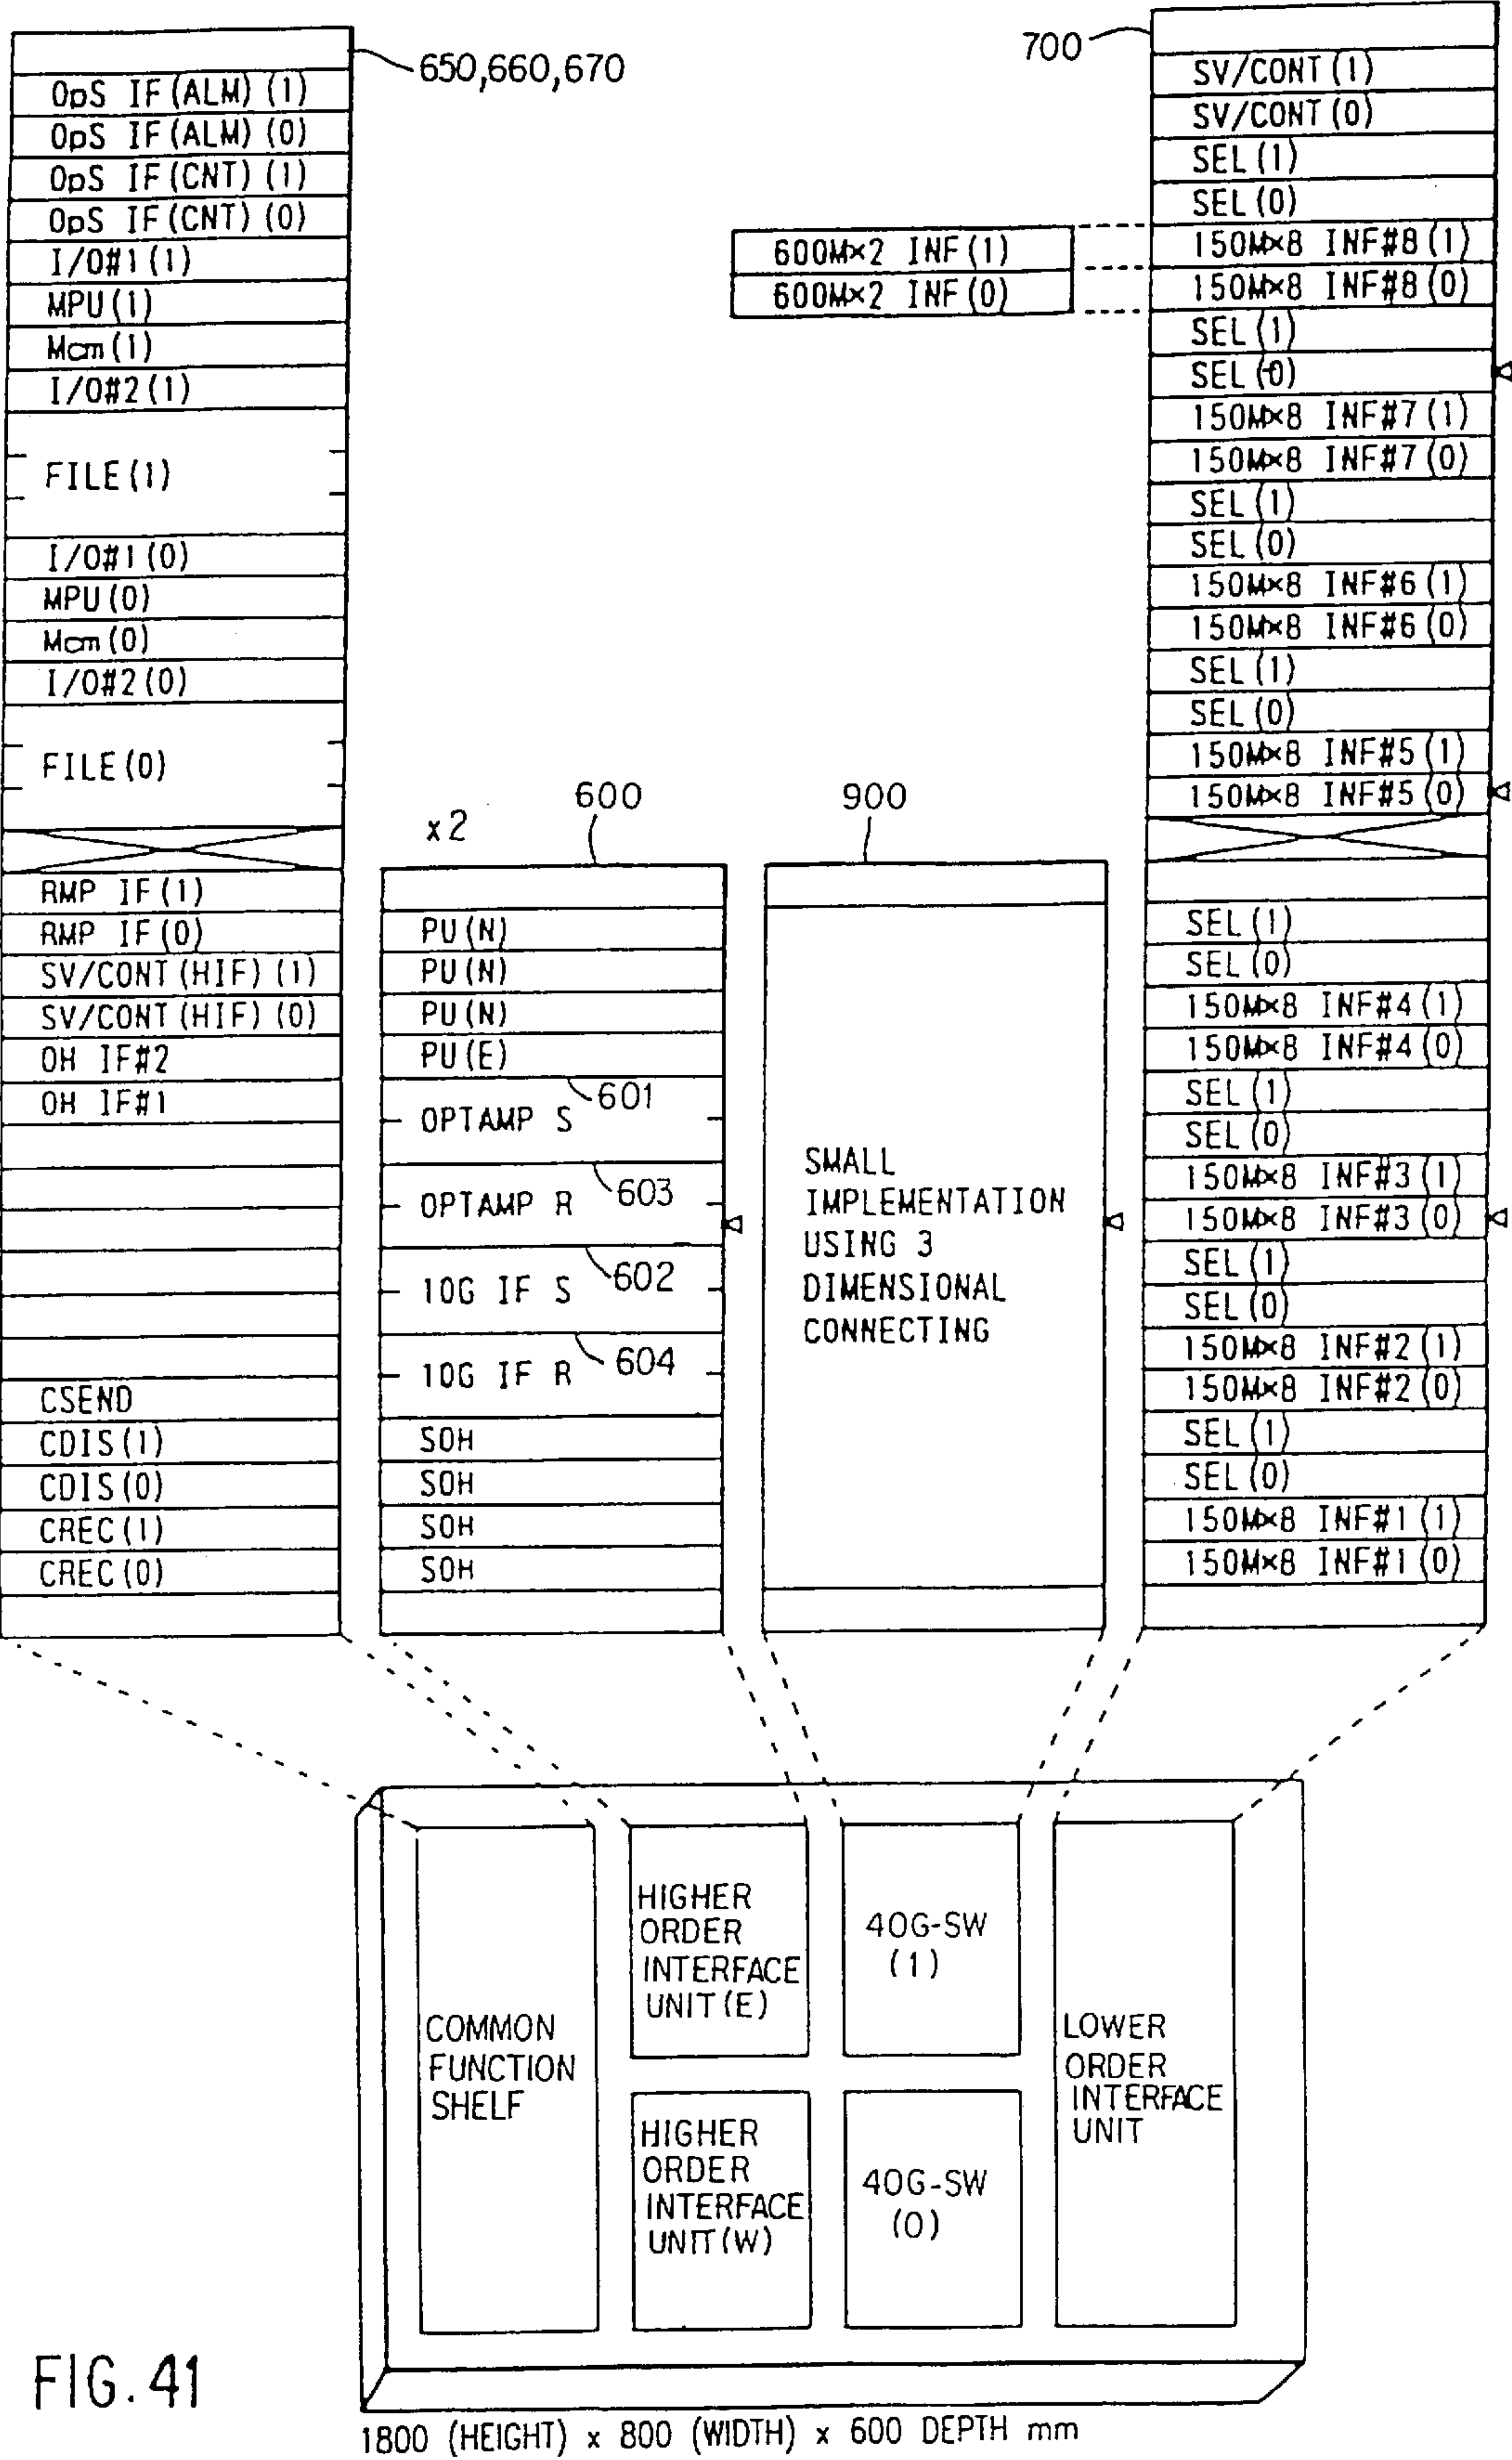 650,660,670
OpS IF(ALM)(1)
OpS IF(ALM)(0)
OpS IF(CNT)(1)
OpS IF(CNT)(0)
I/O#1(1)
MPU(1)
Mcm(1)
I/O#2(1)
FILE(1)
I/O#1(0)
MPU(0)
Mcm(0)
I/O#2(0)
FILE(0)
RMP IF(1)
RMP IF(0)
SV/CONT(HIF)(1)
SV/CONT(HIF)(0)
OH IF#2
OH IF#1
CSEND
CDIS(1)
CDIS(0)
CREC(1)
CREC(0)
x2
600
PU(N)
PU(N)
PU(N)
PU(E)
601
OPTAMP S
603
OPTAMP R
602
10G IF S
604
10G IF R
SOH
SOH
SOH
SOH
900
SMALL
IMPLEMENTATION
USING 3
DIMENSIONAL
CONNECTING
600M×2 INF(1)
600M×2 INF(0)
700
SV/CONT(1)
SV/CONT(0)
SEL(1)
SEL(0)
150M×8 INF#8(1)
150M×8 INF#8(0)
SEL(1)
SEL(0)
150M×8 INF#7(1)
150M×8 INF#7(0)
SEL(1)
SEL(0)
150M×8 INF#6(1)
150M×8 INF#6(0)
SEL(1)
SEL(0)
150M×8 INF#5(1)
150M×8 INF#5(0)
SEL(1)
SEL(0)
150M×8 INF#4(1)
150M×8 INF#4(0)
SEL(1)
SEL(0)
150M×8 INF#3(1)
150M×8 INF#3(0)
SEL(1)
SEL(0)
150M×8 INF#2(1)
150M×8 INF#2(0)
SEL(1)
SEL(0)
150M×8 INF#1(1)
150M×8 INF#1(0)
COMMON
FUNCTION
SHELF
HIGHER
ORDER
INTERFACE
UNIT(E)
HIGHER
ORDER
INTERFACE
UNIT(W)
40G-SW
(1)
40G-SW
(0)
LOWER
ORDER
INTERFACE
UNIT
FIG.41
1800 (HEIGHT) x 800 (WIDTH) x 600 DEPTH mm